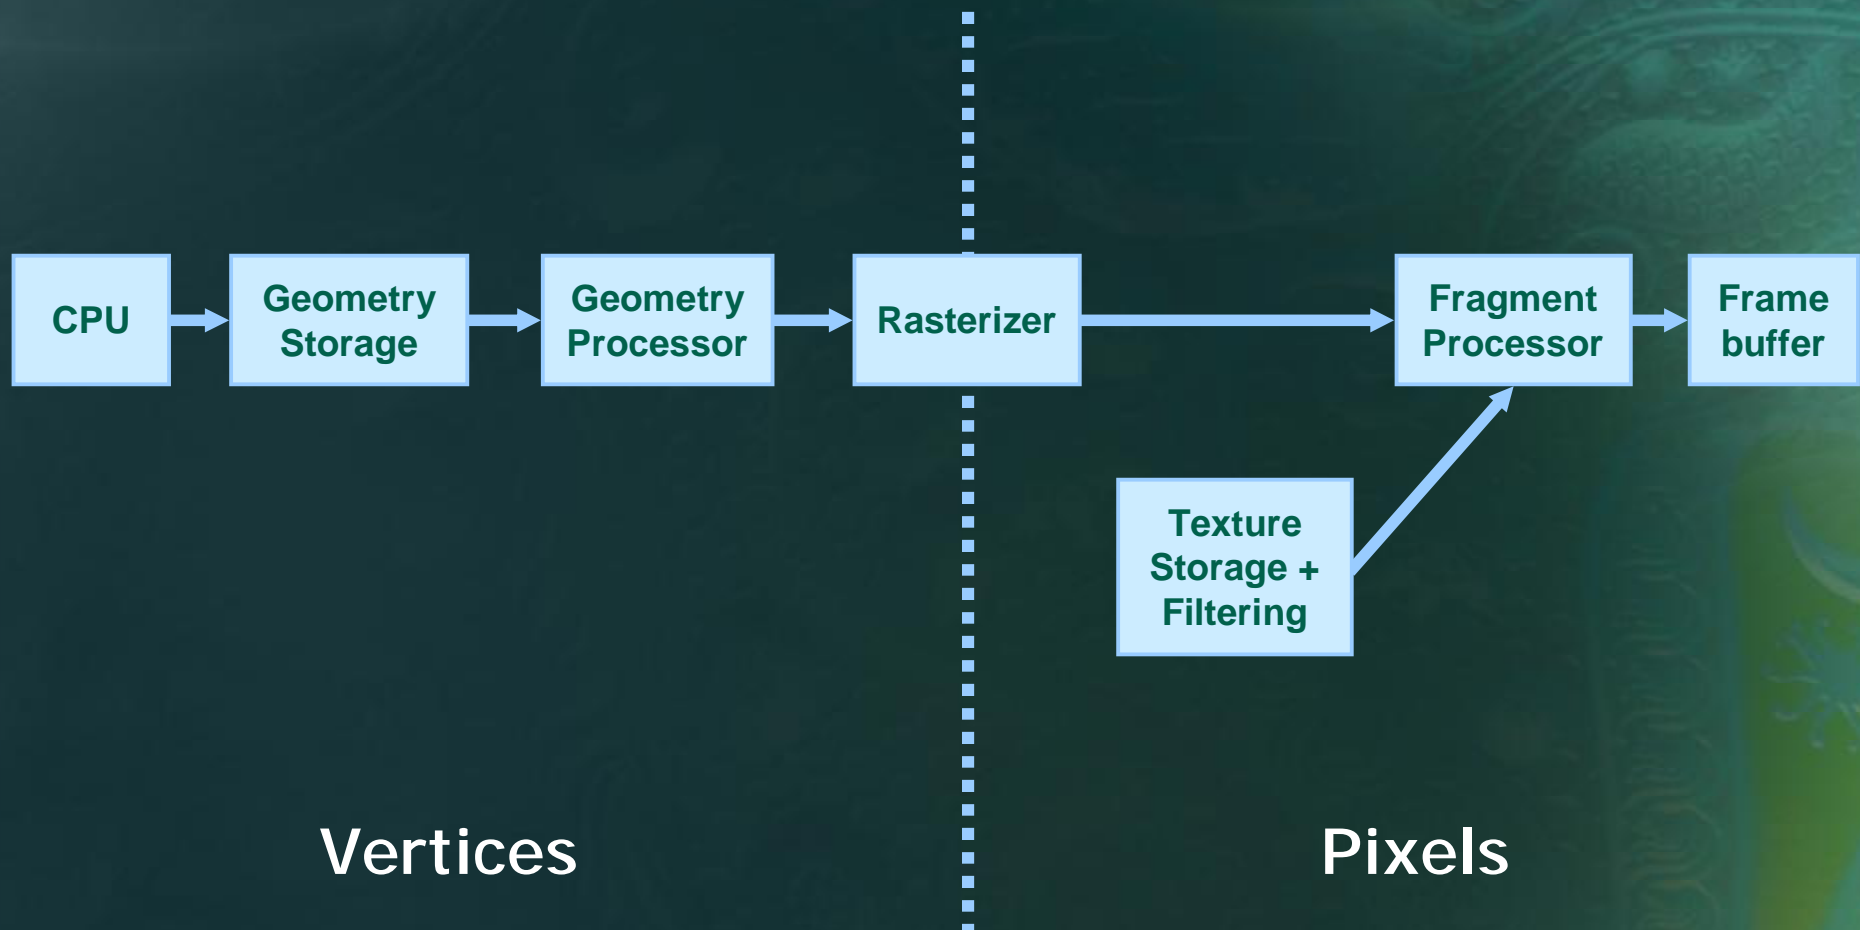 CPU
Geometry
Storage
Geometry
Processor
Rasterizer
Fragment
Processor
Frame
buffer
Texture
Storage +
Filtering
Vertices
Pixels